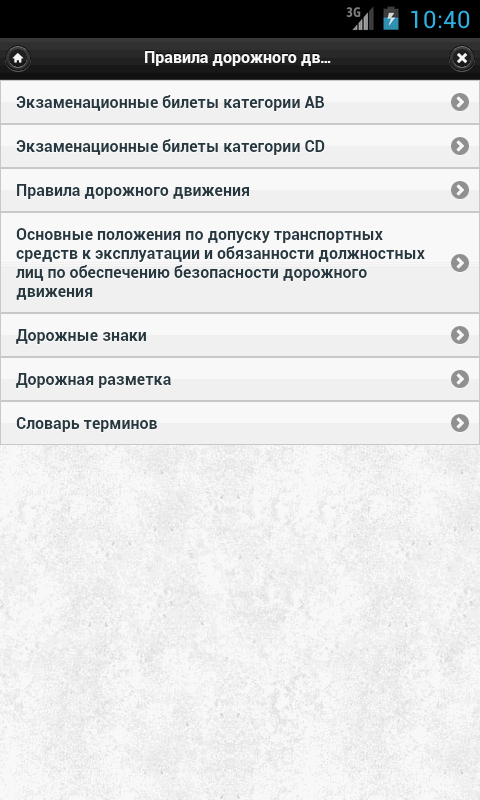 3G
10:40
Правила дорожного дв...
Экзаменационные билеты категории AB
Экзаменационные билеты категории CD
Правила дорожного движения
Основные положения по допуску транспортных
средств к эксплуатации и обязанности должностных
лиц по обеспечению безопасности дорожного
движения
Дорожные знаки
Дорожная разметка
Словарь терминов